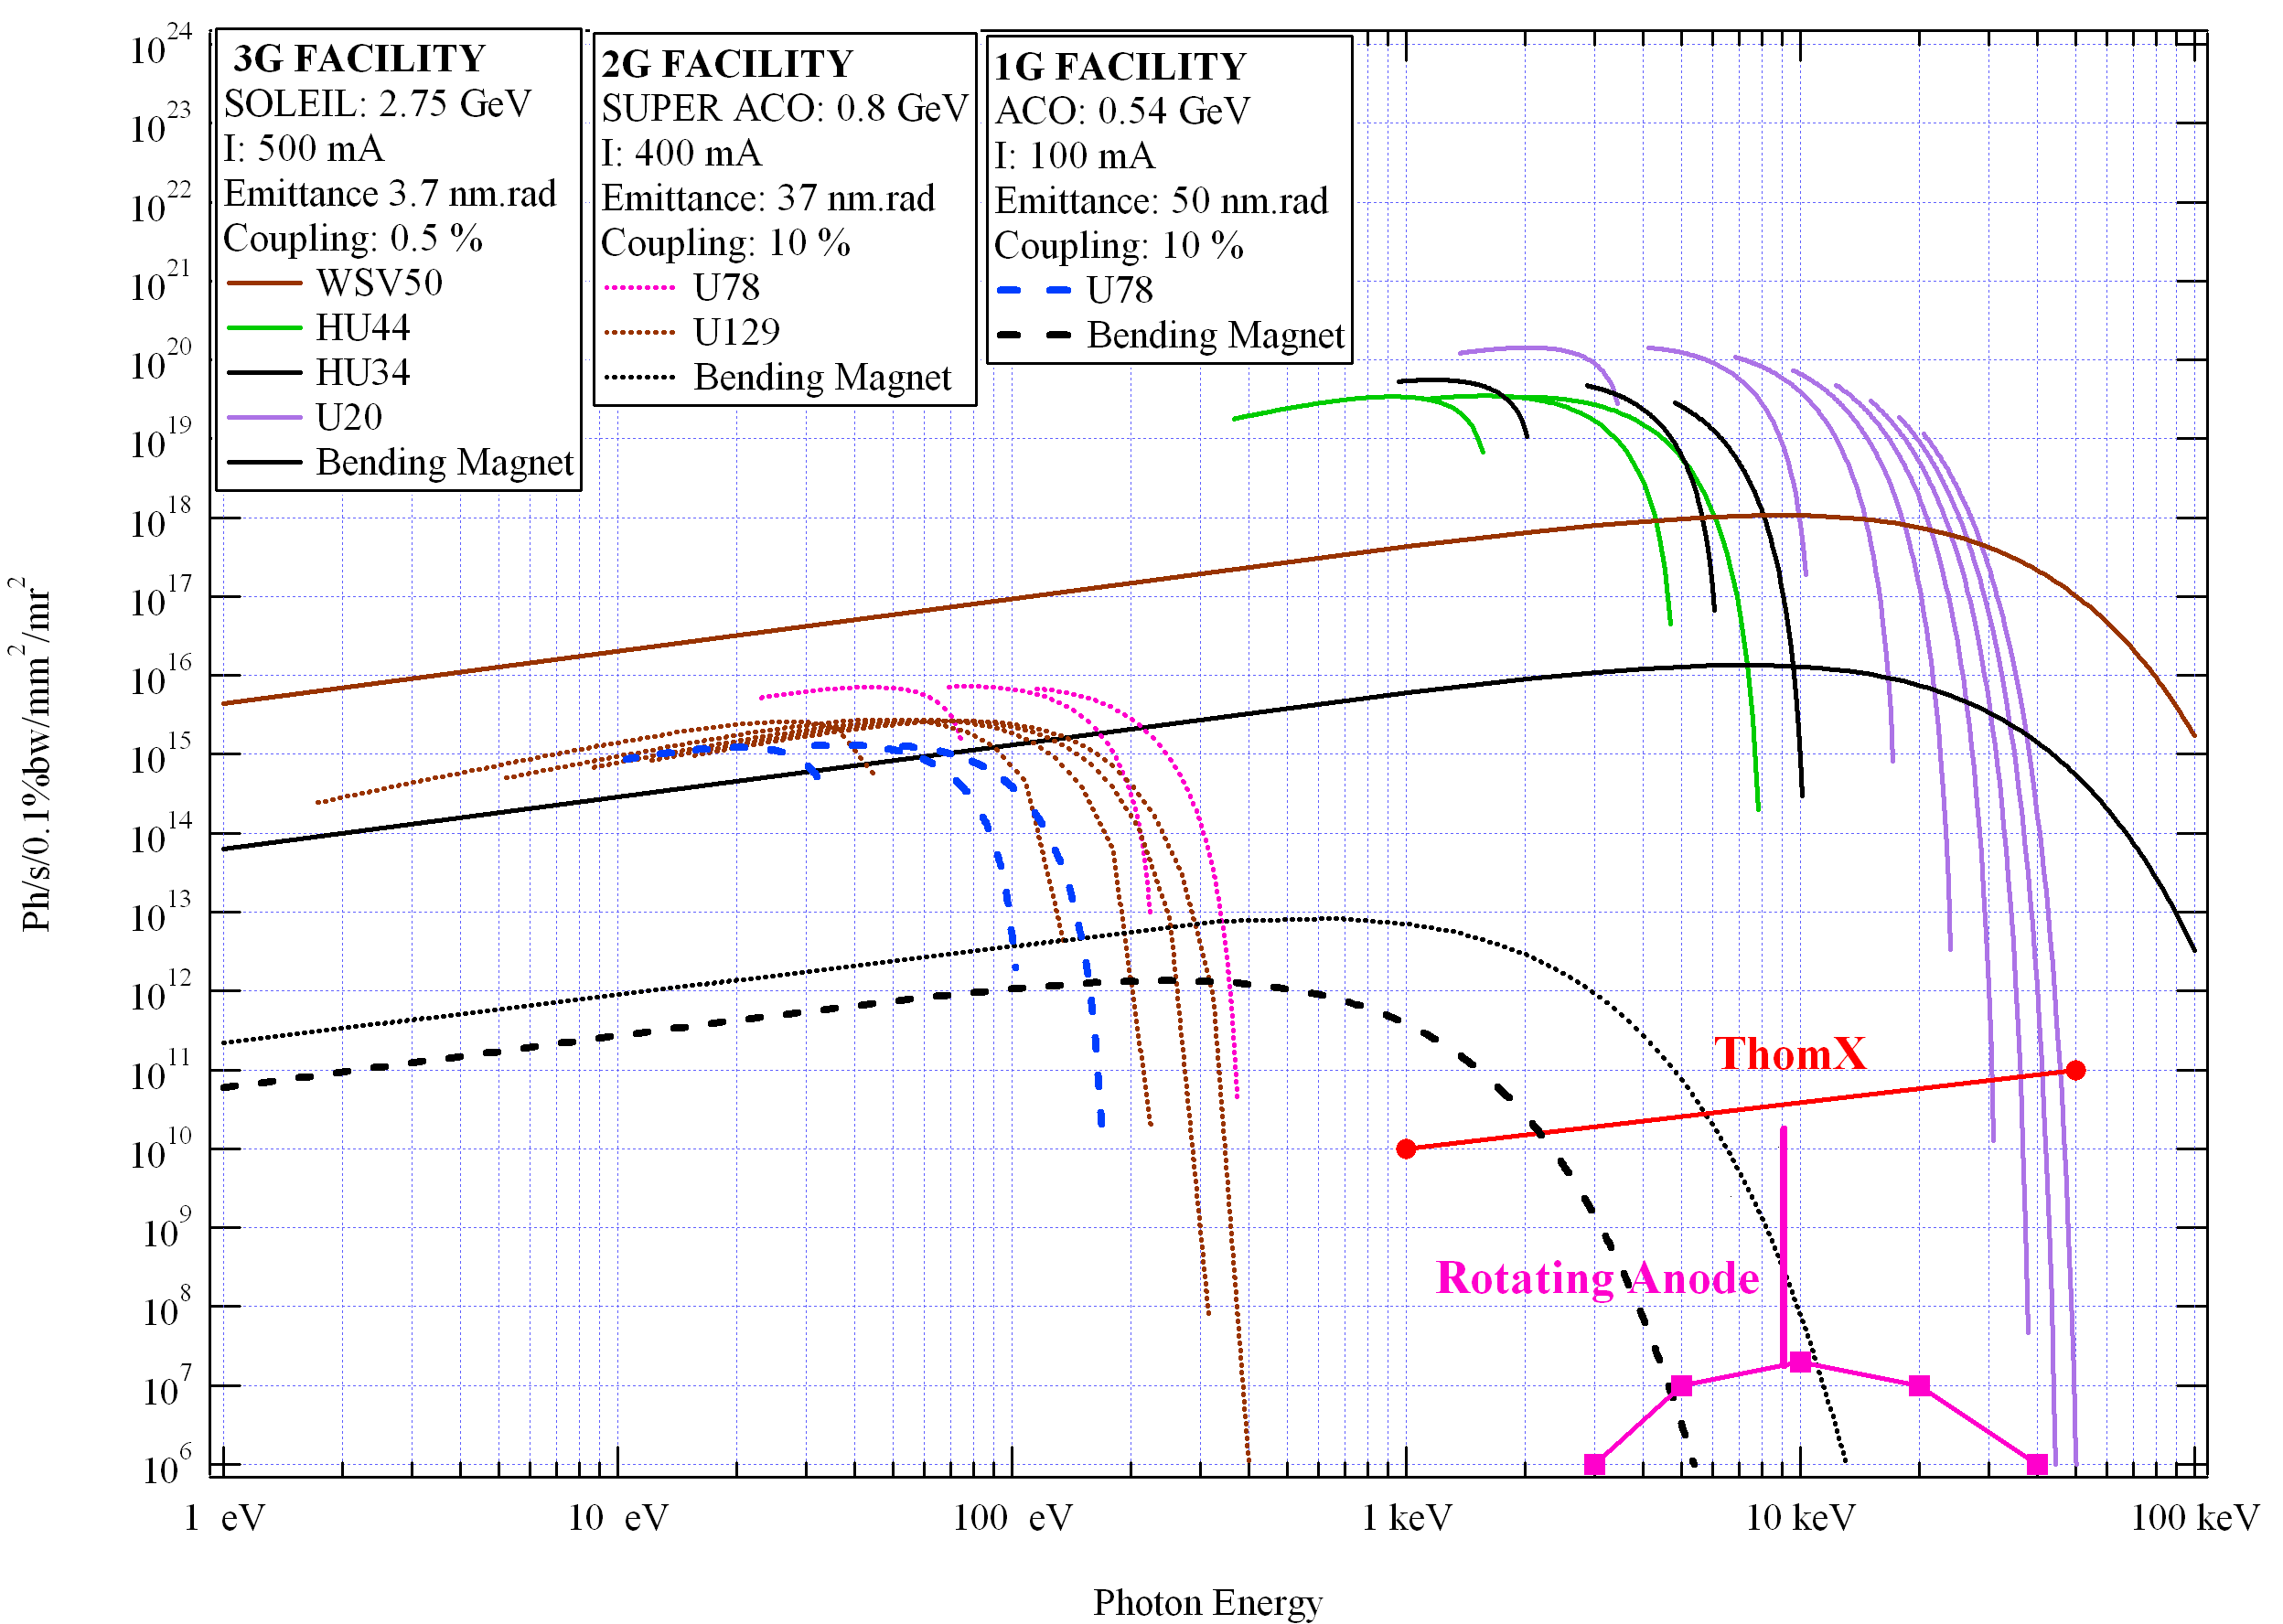 3G FACILITY
SOLEIL: 2.75 GeV
I: 500 mA
Emittance 3.7 nm.rad
Coupling: 0.5 %
WSV50
HU44
HU34
U20
Bending Magnet
2G FACILITY
SUPER ACO: 0.8 GeV
I: 400 mA
Emittance: 37 nm.rad
Coupling: 10 %
U78
U129
Bending Magnet
1G FACILITY
ACO: 0.54 GeV
I: 100 mA
Emittance: 50 nm.rad
Coupling: 10 %
U78
Bending Magnet
10^24
10^23
10^22
10^21
10^20
10^19
10^18
10^17
10^16
10^15
10^14
10^13
10^12
10^11
10^10
10^9
10^8
10^7
10^6
Ph/s/0.1%bw/mm^2/mr^2
ThomX
Rotating Anode
1 eV
10 eV
100 eV
1 keV
10 keV
100 keV
Photon Energy